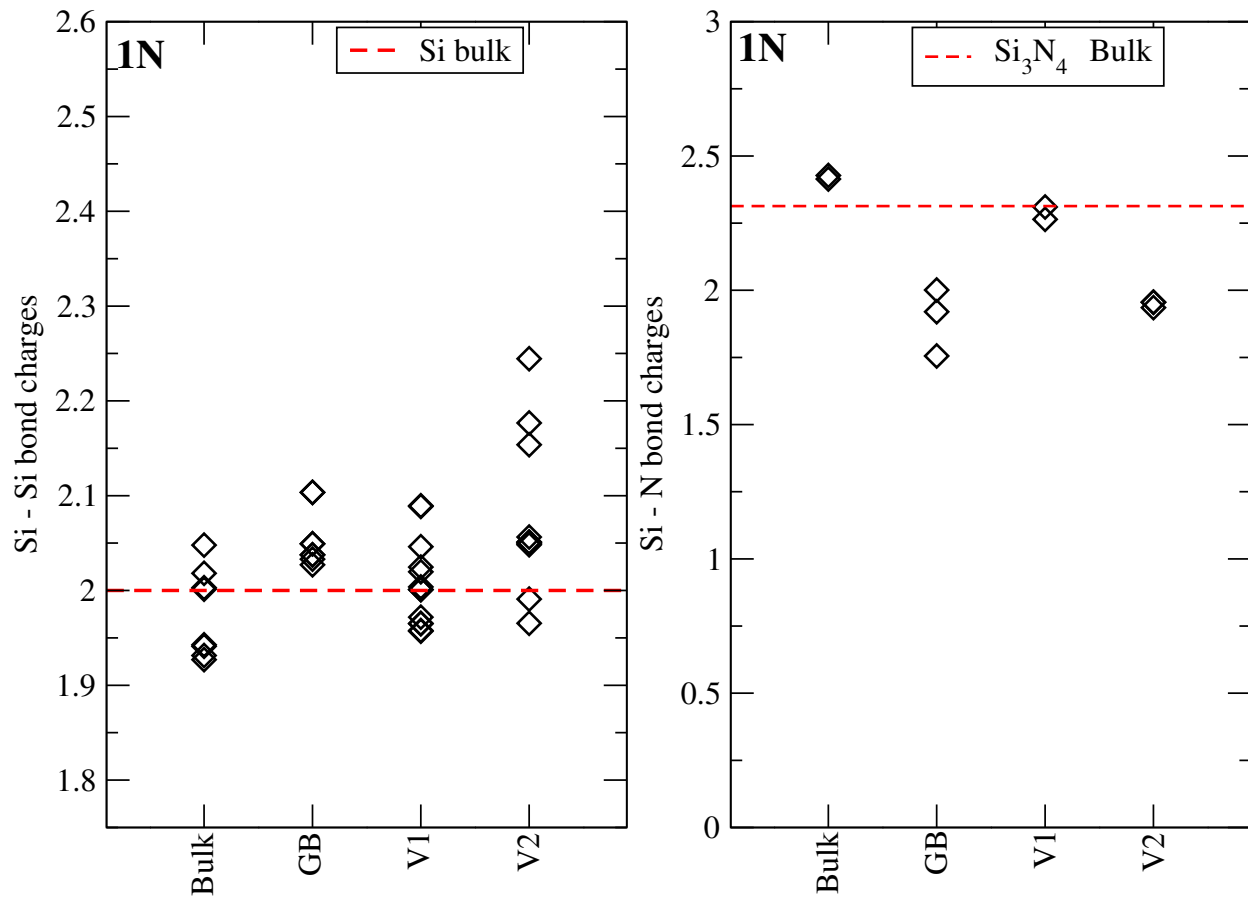 1N
Si bulk
2.6
2.5
2.4
2.3
2.2
2.1
2
1.9
1.8
Si - Si bond charges
Bulk
GB
V1
V2
1N
Si₃N₄ Bulk
3
2.5
2
1.5
1
0.5
0
Si - N bond charges
Bulk
GB
V1
V2